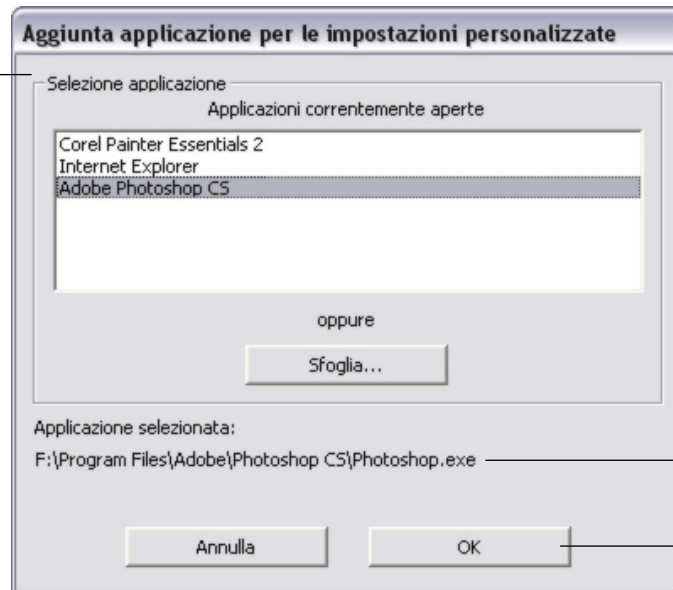 Aggiunta applicazione per le impostazioni personalizzate
Selezione applicazione
Applicazioni correntemente aperte
Corel Painter Essentials 2
Internet Explorer
Adobe Photoshop CS
oppure
Sfoglia...
Applicazione selezionata:
F:\Program Files\Adobe\Photoshop CS\Photoshop.exe
Annulla
OK